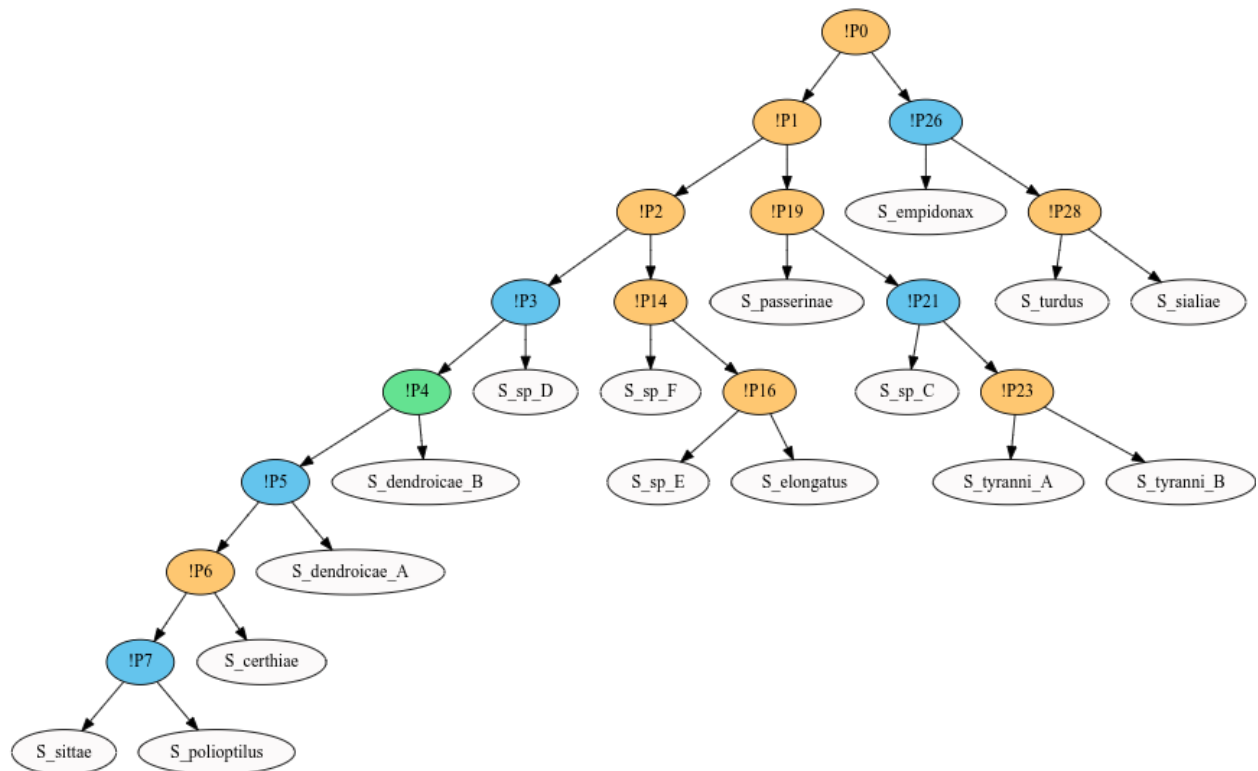 !P0
!P1
!P26
!P2
!P19
S_empidonax
!P28
!P3
!P14
S_passerinae
!P21
S_turdus
S_sialiae
!P4
S_sp_D
S_sp_F
!P16
S_sp_C
!P23
!P5
S_dendroicae_B
S_sp_E
S_elongatus
S_tyranni_A
S_tyranni_B
!P6
S_dendroicae_A
!P7
S_certhiae
S_sittae
S_polioptilus